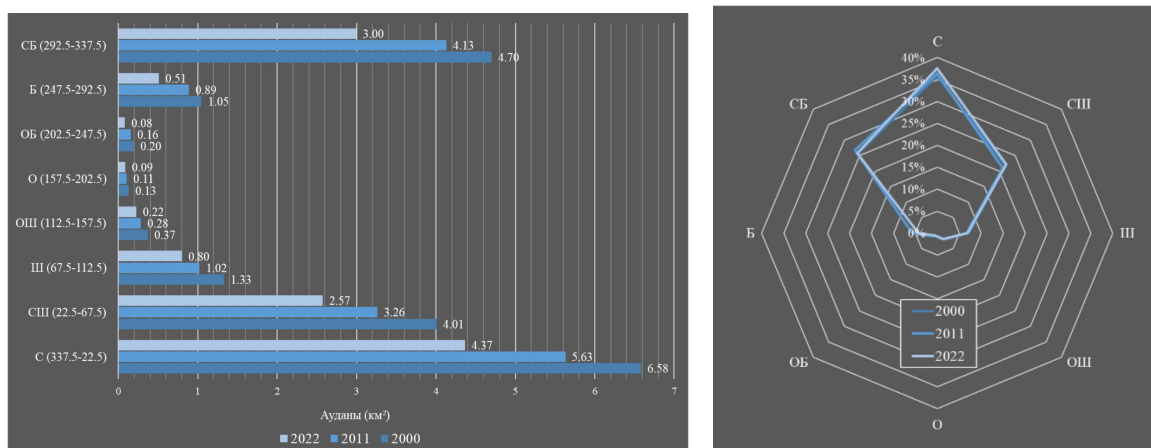 СБ (292.5-337.5)
3.00
4.13
4.70
Б (247.5-292.5)
0.51
0.89
1.05
ОБ (202.5-247.5)
0.08
0.16
0.20
О (157.5-202.5)
0.09
0.11
0.13
ОШ (112.5-157.5)
0.22
0.28
0.37
Ш (67.5-112.5)
0.80
1.02
1.33
СШ (22.5-67.5)
2.57
3.26
4.01
С (337.5-22.5)
4.37
5.63
6.58
0 1 2 3 4 5 6 7
Ауданы (км²)
2022 2011 2000
С
СШ
Ш
ОШ
О
ОБ
Б
СБ
40%
35%
30%
25%
20%
15%
10%
5%
0%
2000
2011
2022